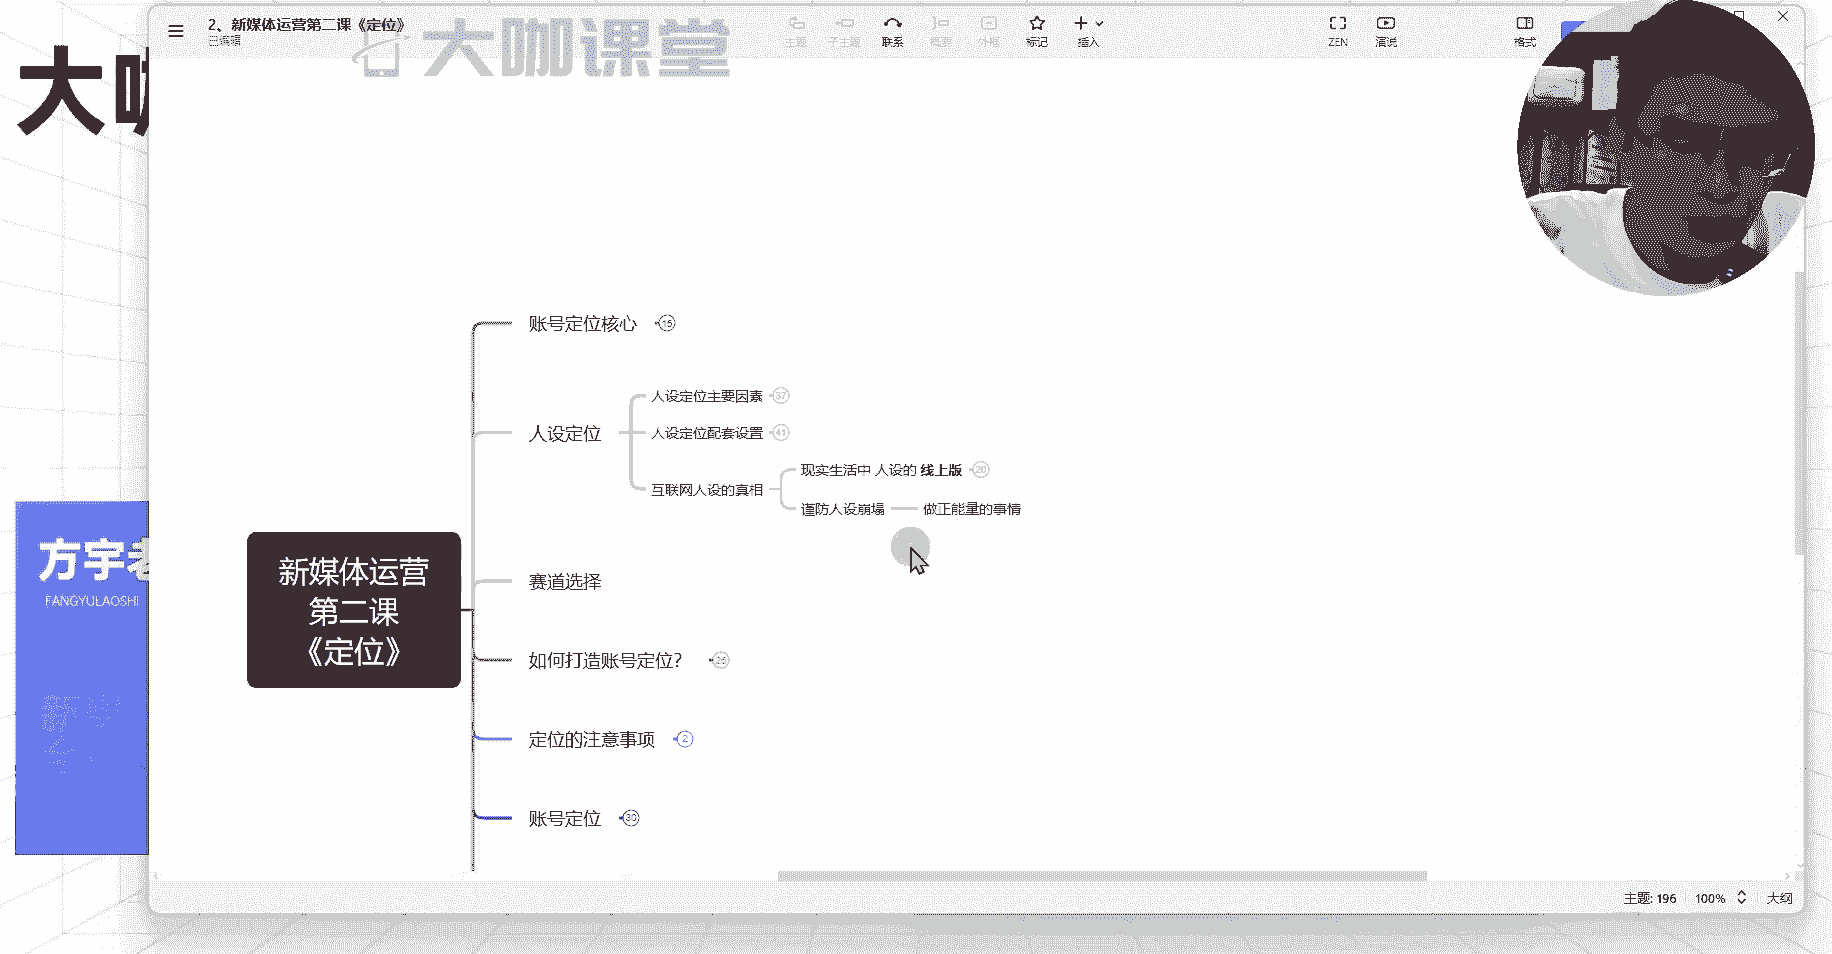 2、新媒体运营第二课《定位》
已编辑
大咖课堂
主题
子主题
联系
概要
外框
标记
插入
ZEN
演说
格式
大咖
账号定位核心
15
人设定位
人设定位主要因素
37
人设定位配套设置
41
互联网人设的真相
现实生活中 人设的 线上版
20
谨防人设崩塌
做正能量的事情
新媒体运营
第二课
《定位》
赛道选择
如何打造账号定位?
26
定位的注意事项
2
账号定位
30
方宇老
FANGYULAOSHI
主题: 196
100%
大纲